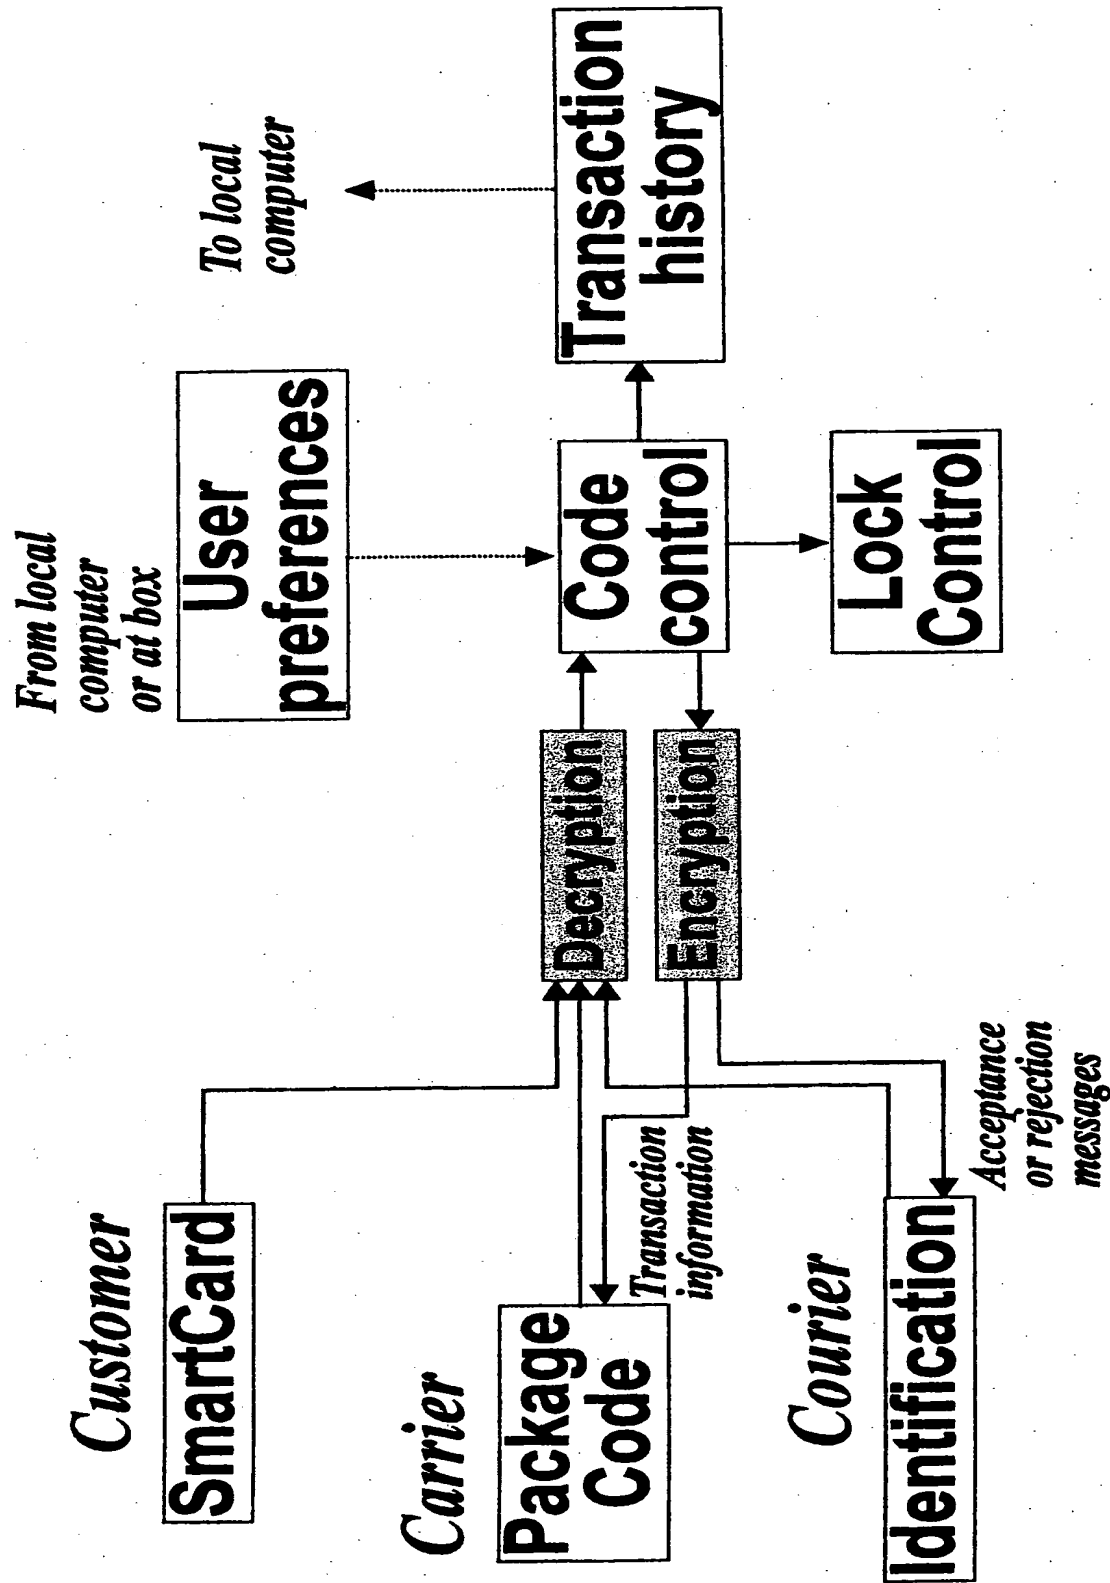 Customer
SmartCard
Carrier
Package
Code
Transaction
information
Courier
Identification
Acceptance
or rejection
messages
Decryption
Encryption
From local
computer
or at box
User
preferences
Code
control
Lock
Control
To local
computer
Transaction
history